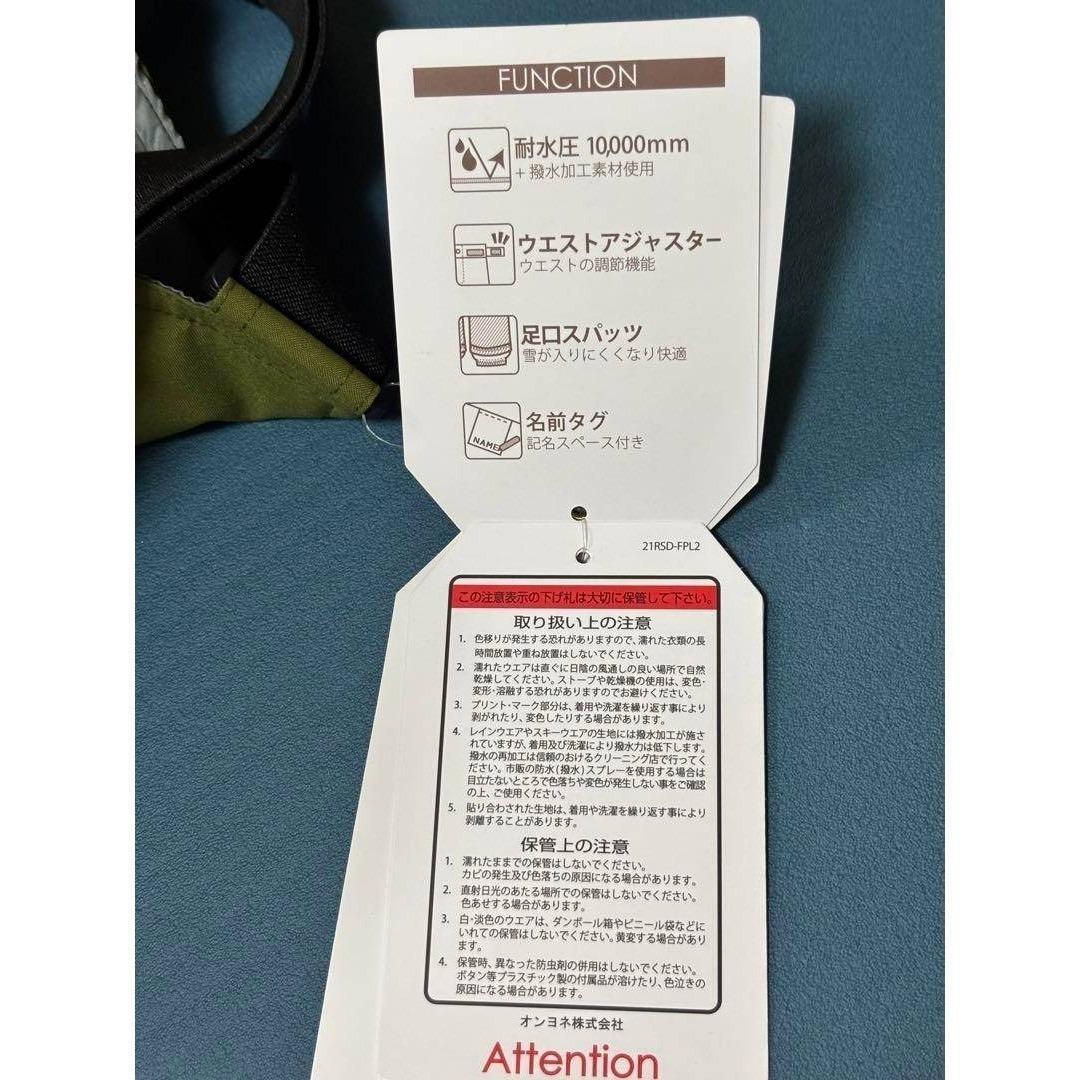 FUNCTION
耐水圧 10,000mm
+ 撥水加工素材使用
ウエストアジャスター
ウエストの調節機能
足口スパッツ
雪が入りにくくなり快適
NAME
名前タグ
記名スペース付き
21RSD-FPL2
この注意表示の下げ札は大切に保管して下さい。
取り扱い上の注意
1. 色移りが発生する恐れがありますので、濡れた衣類の長
時間放置や重ね放置はしないでください。
2. 濡れたウエアは直ぐに日陰の風通しの良い場所で自然
乾燥してください。ストーブや乾燥機の使用は、変色・
変形・溶融する恐れがありますのでお避けください。
3. プリント・マーク部分は、着用や洗濯を繰り返す事により
剥がれたり、変色したりする場合があります。
4. レインウエアやスキーウエアの生地には撥水加工が施さ
れていますが、着用及び洗濯により撥水力は低下します。
撥水の再加工は信頼のおけるクリーニング店で行ってく
ださい。市販の防水(撥水)スプレーを使用する場合は
目立たないところで色落ちや変色が発生しない事をご確認
の上、ご使用ください。
5. 貼り合わされた生地は、着用や洗濯を繰り返す事により
剥離することがあります。
保管上の注意
1. 濡れたままでの保管はしないでください。
カビの発生及び色落ちの原因になる場合があります。
2. 直射日光のあたる場所での保管はしないでください。
色あせする場合があります。
3. 白・淡色のウエアは、ダンボール箱やビニール袋などに
いれての保管はしないでください。黄変する場合があり
ます。
4. 保管時、異なった防虫剤の併用はしないでください。
ボタン等プラスチック製の付属品が溶けたり、色泣きの
原因になる場合があります。
オンヨネ株式会社
Attention